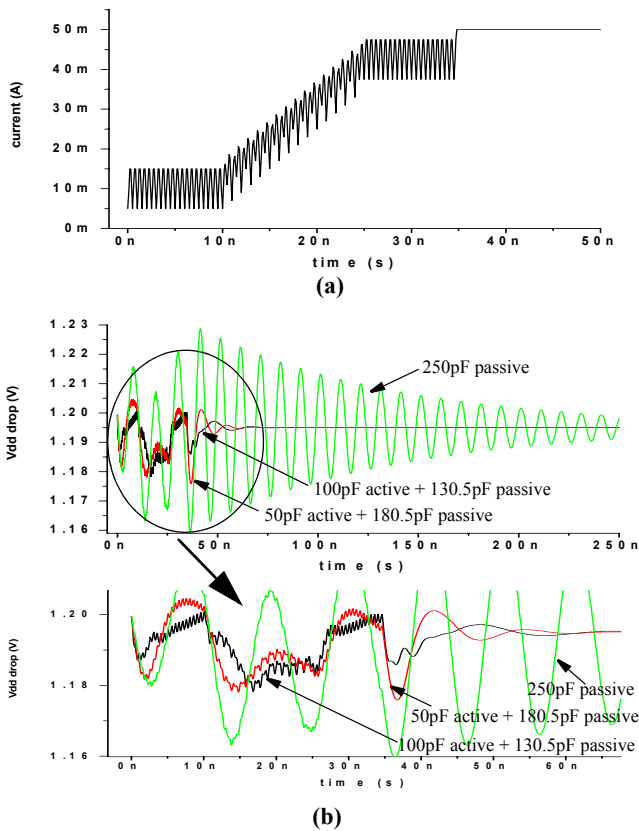 50m
40m
30m
20m
10m
0m
current (A)
0n 10n 20n 30n 40n 50n
time (s)
(a)
1.23
1.22
1.21
1.20
1.19
1.18
1.17
1.16
Vdd drop (V)
250pF passive
100pF active + 130.5pF passive
50pF active + 180.5pF passive
0n 50n 100n 150n 200n 250n
time (s)
1.20
1.18
1.16
Vdd drop (V)
250pF passive
50pF active + 180.5pF passive
100pF active + 130.5pF passive
0n 10n 20n 30n 40n 50n 60n
time (s)
(b)